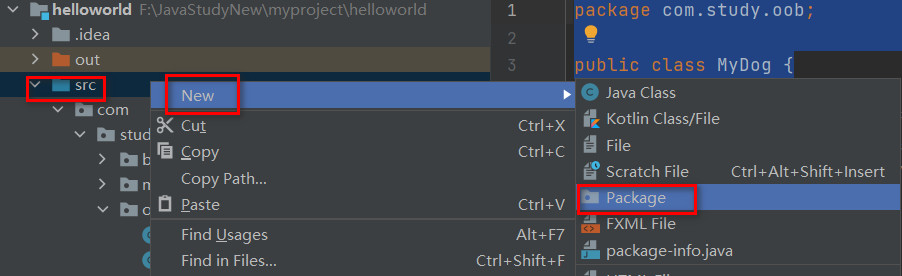 helloworld F:\JavaStudyNew\myproject\helloworld
.idea
out
src
com
stud
b
m
o
New
Cut Ctrl+X
Copy Ctrl+C
Copy Path...
Paste Ctrl+V
Find Usages Alt+F7
Find in Files... Ctrl+Shift+F
1 package com.study.oob;
2
3 public class MyDog {
Java Class
Kotlin Class/File
File
Scratch File Ctrl+Alt+Shift+Insert
Package
FXML File
package-info.java